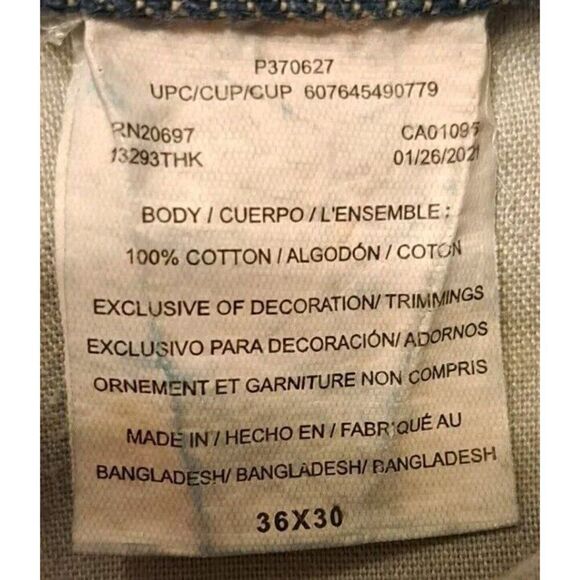 P370627
UPC/CUP/CUP 607645490779
RN20697 CA01095
13293THK 01/26/2021
BODY / CUERPO / L'ENSEMBLE :
100% COTTON / ALGODÓN / COTON
EXCLUSIVE OF DECORATION/ TRIMMINGS
EXCLUSIVO PARA DECORACIÓN/ ADORNOS
ORNEMENT ET GARNITURE NON COMPRIS
MADE IN / HECHO EN / FABRIQUÉ AU
BANGLADESH/ BANGLADESH/ BANGLADESH
36X30